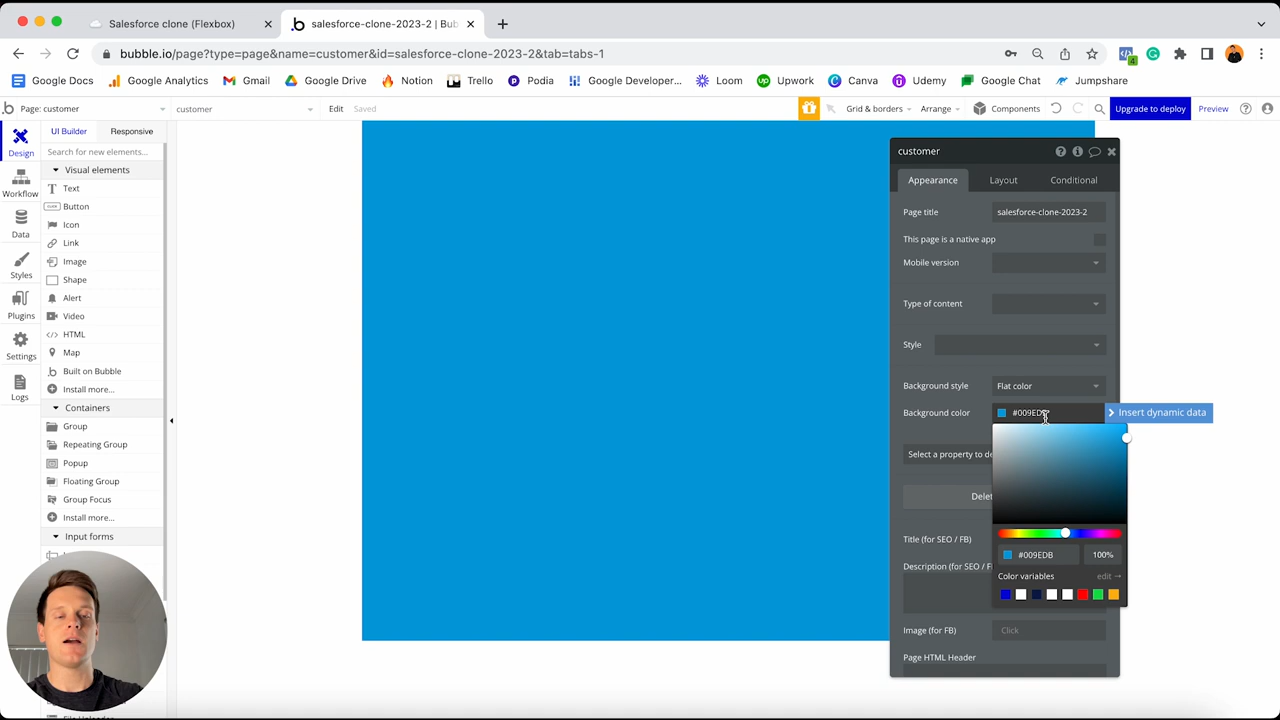 Salesforce clone (Flexbox)
salesforce-clone-2023-2 | Bub
bubble.io/page?type=page&name=customer&id=salesforce-clone-2023-2&tab=tabs-1
4
Google Docs
Google Analytics
Gmail
Google Drive
Notion
Trello
Podia
Google Developer...
Loom
Upwork
Canva
Udemy
Google Chat
Jumpshare
Page: customer
customer
Edit
Saved
Grid & borders
Arrange
Components
Upgrade to deploy
Preview
Design
Workflow
Data
Styles
Plugins
Settings
Logs
UI Builder
Responsive
Search for new elements...
Visual elements
Text
CLICK Button
Icon
Link
Image
Shape
Alert
Video
HTML
Map
Built on Bubble
Install more...
Containers
Group
Repeating Group
Popup
Floating Group
Group Focus
Install more...
Input forms
customer
Appearance
Layout
Conditional
Page title
salesforce-clone-2023-2
This page is a native app
Mobile version
Type of content
Style
Background style
Flat color
Background color
Insert dynamic data
Select a property to de
#009EDB
100%
Color variables
edit →
Delet
Title (for SEO / FB)
Description (for SEO / F
Image (for FB)
Click
Page HTML Header